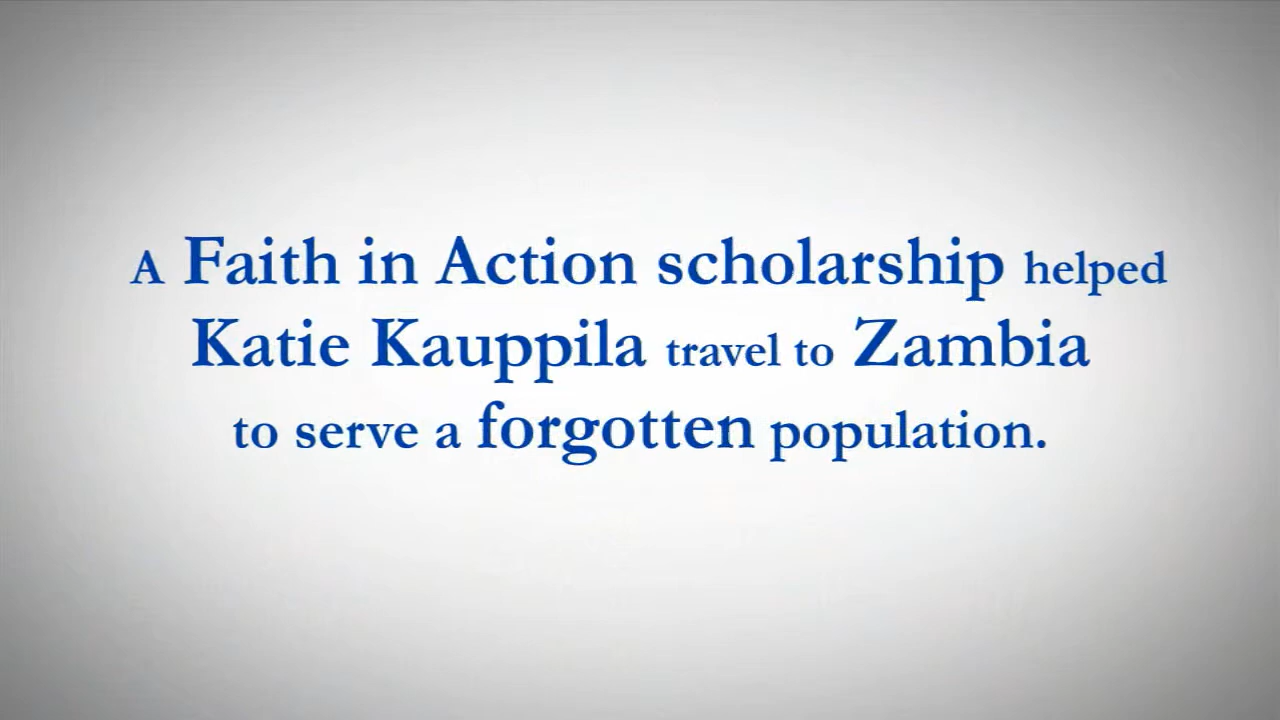 A Faith in Action scholarship helped
Katie Kauppila travel to Zambia
to serve a forgotten population.